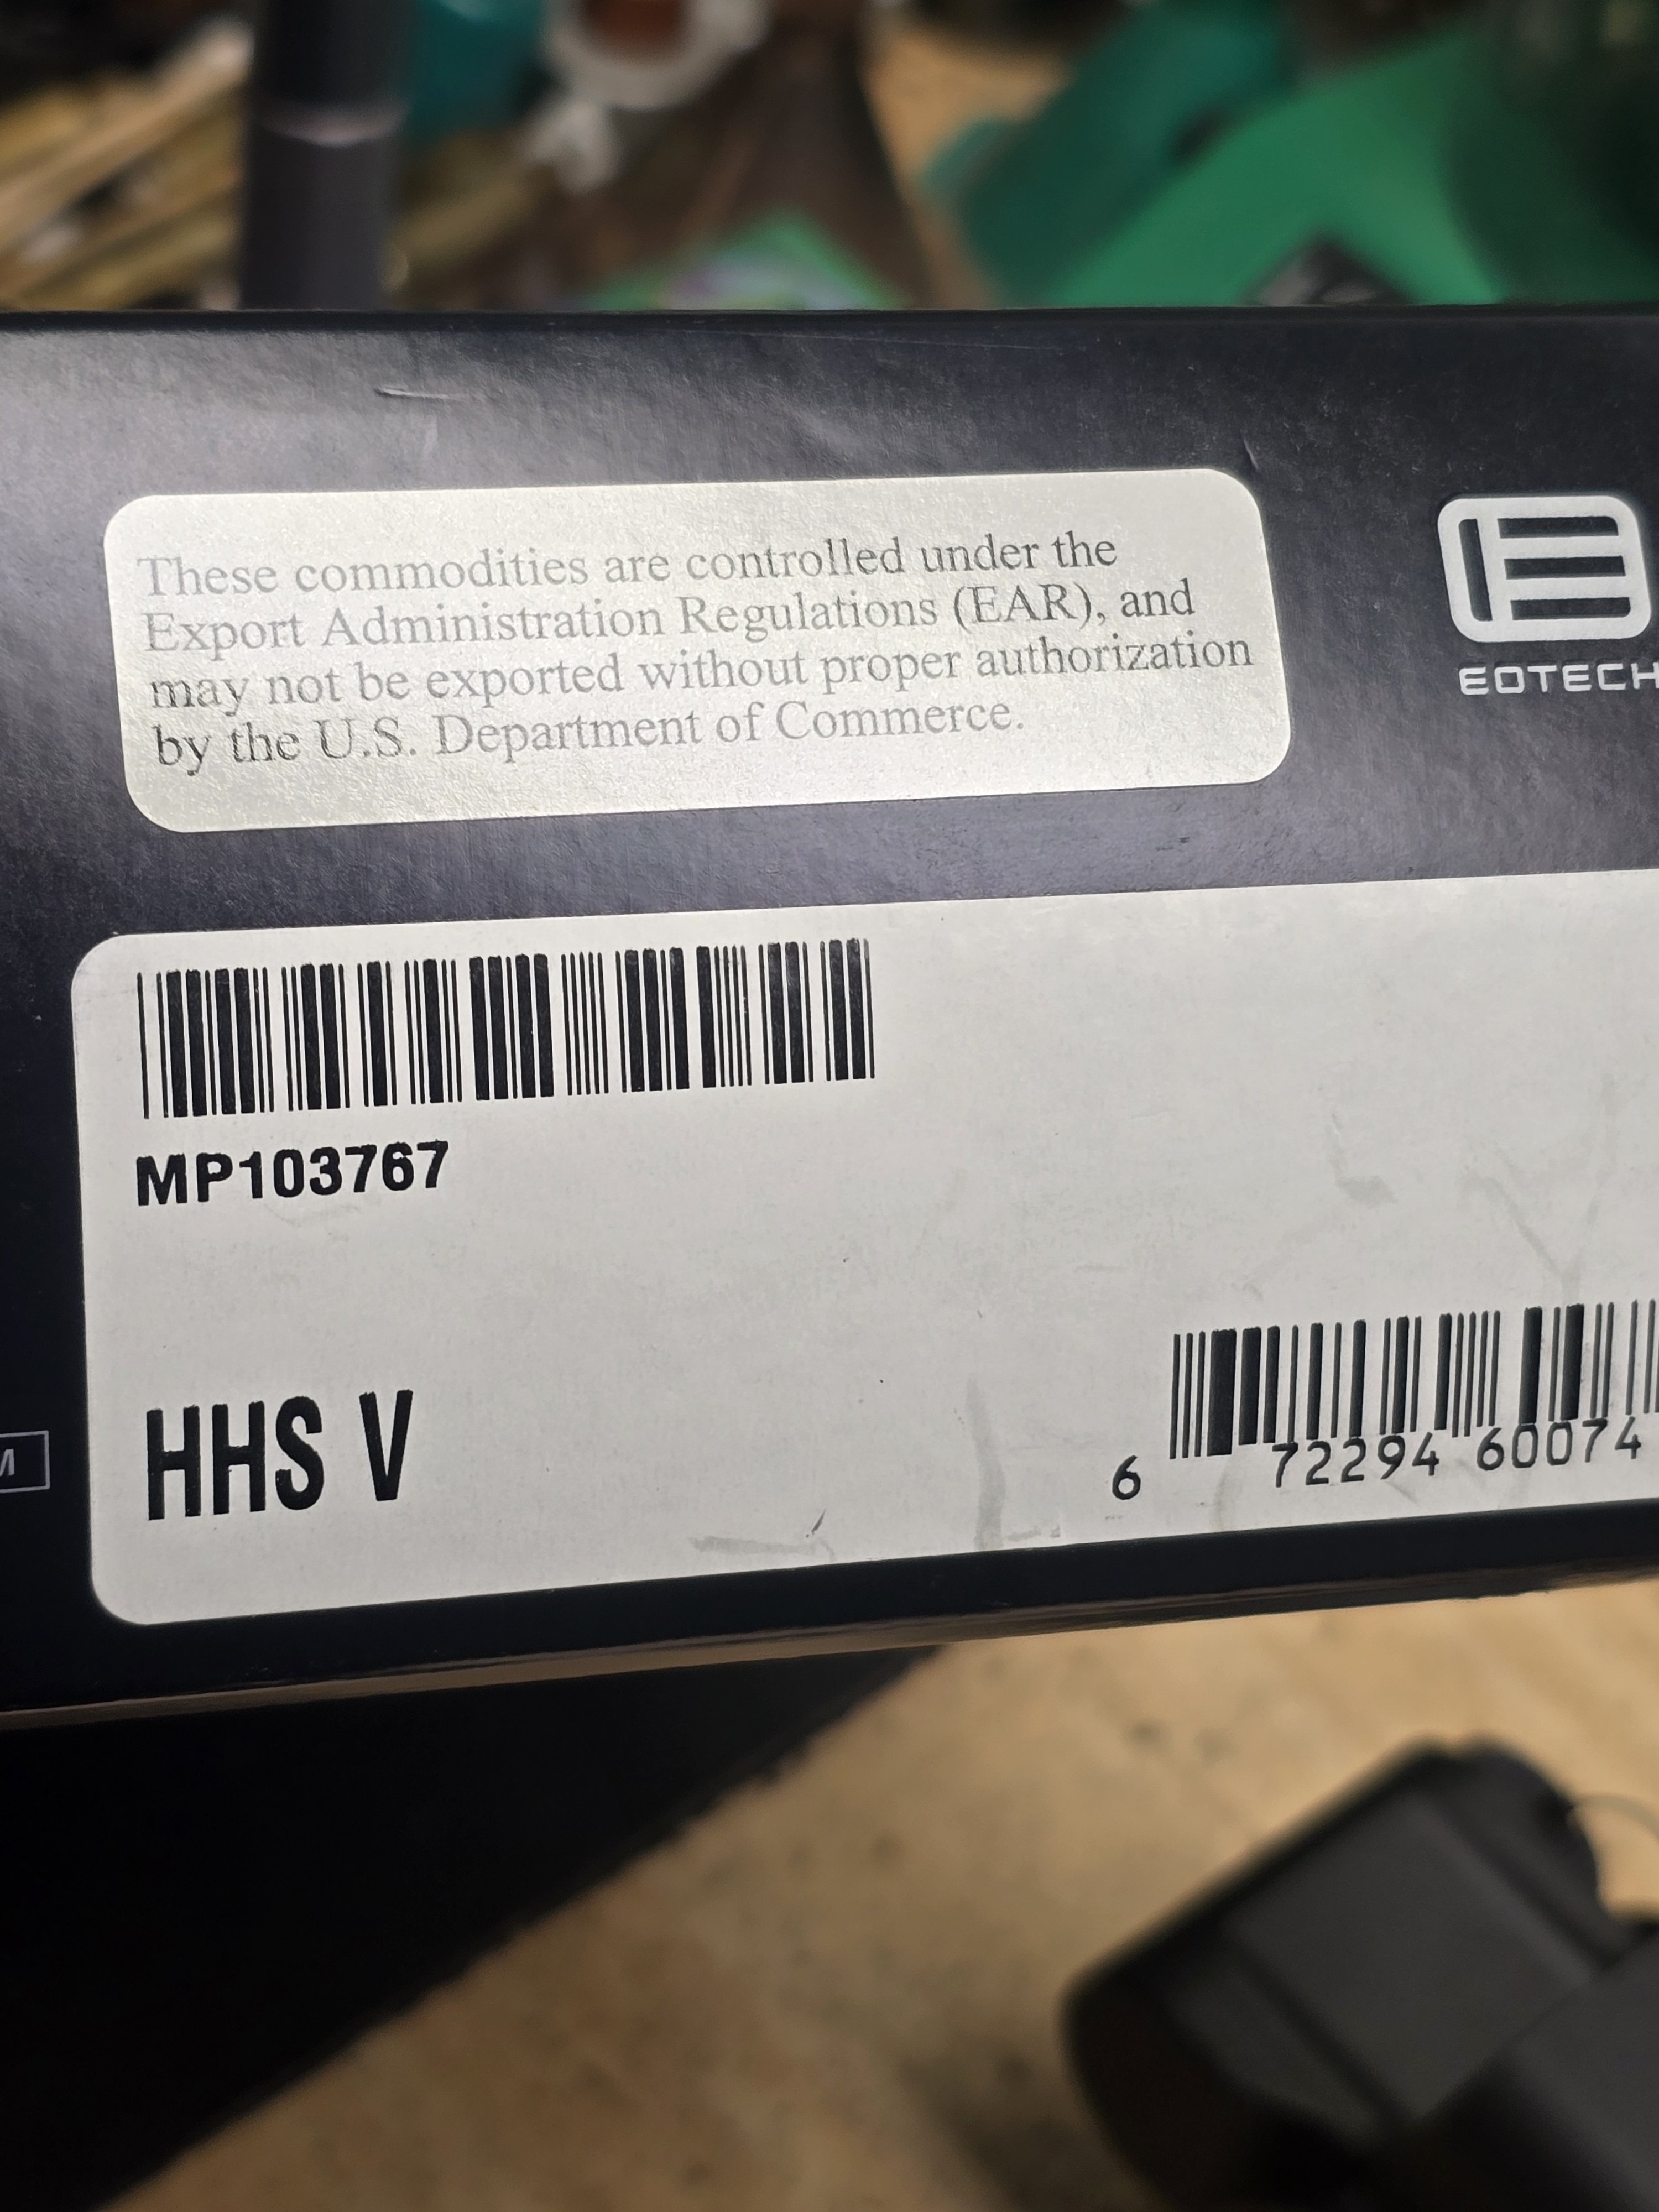 These commodities are controlled under the
Export Administration Regulations (EAR), and
may not be exported without proper authorization
by the U.S. Department of Commerce.
EOTECH
MP103767
HHS V
6 72294 60074